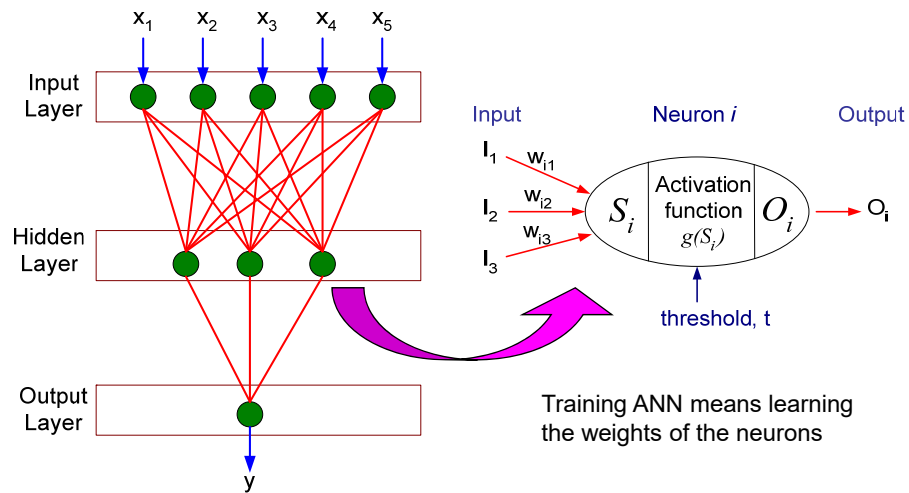 x1 x2 x3 x4 x5
Input
Layer
Hidden
Layer
Output
Layer
y
Input
Neuron i
Output
I1
wi1
I2
wi2
I3
wi3
Si
Activation
function
g(Si)
Oi
Oi
threshold, t
Training ANN means learning
the weights of the neurons